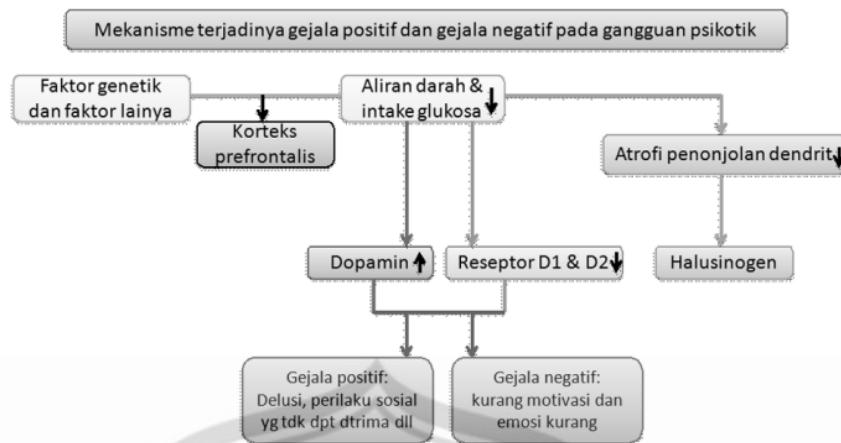 Mekanisme terjadinya gejala positif dan gejala negatif pada gangguan psikotik
Faktor genetik
dan faktor lainya
Aliran darah &
intake glukosa
Korteks
prefrontalis
Atrofi penonjolan dendrit
Dopamin
Reseptor D1 & D2
Halusinogen
Gejala positif:
Delusi, perilaku sosial
yg tdk dpt dtrima dll
Gejala negatif:
kurang motivasi dan
emosi kurang